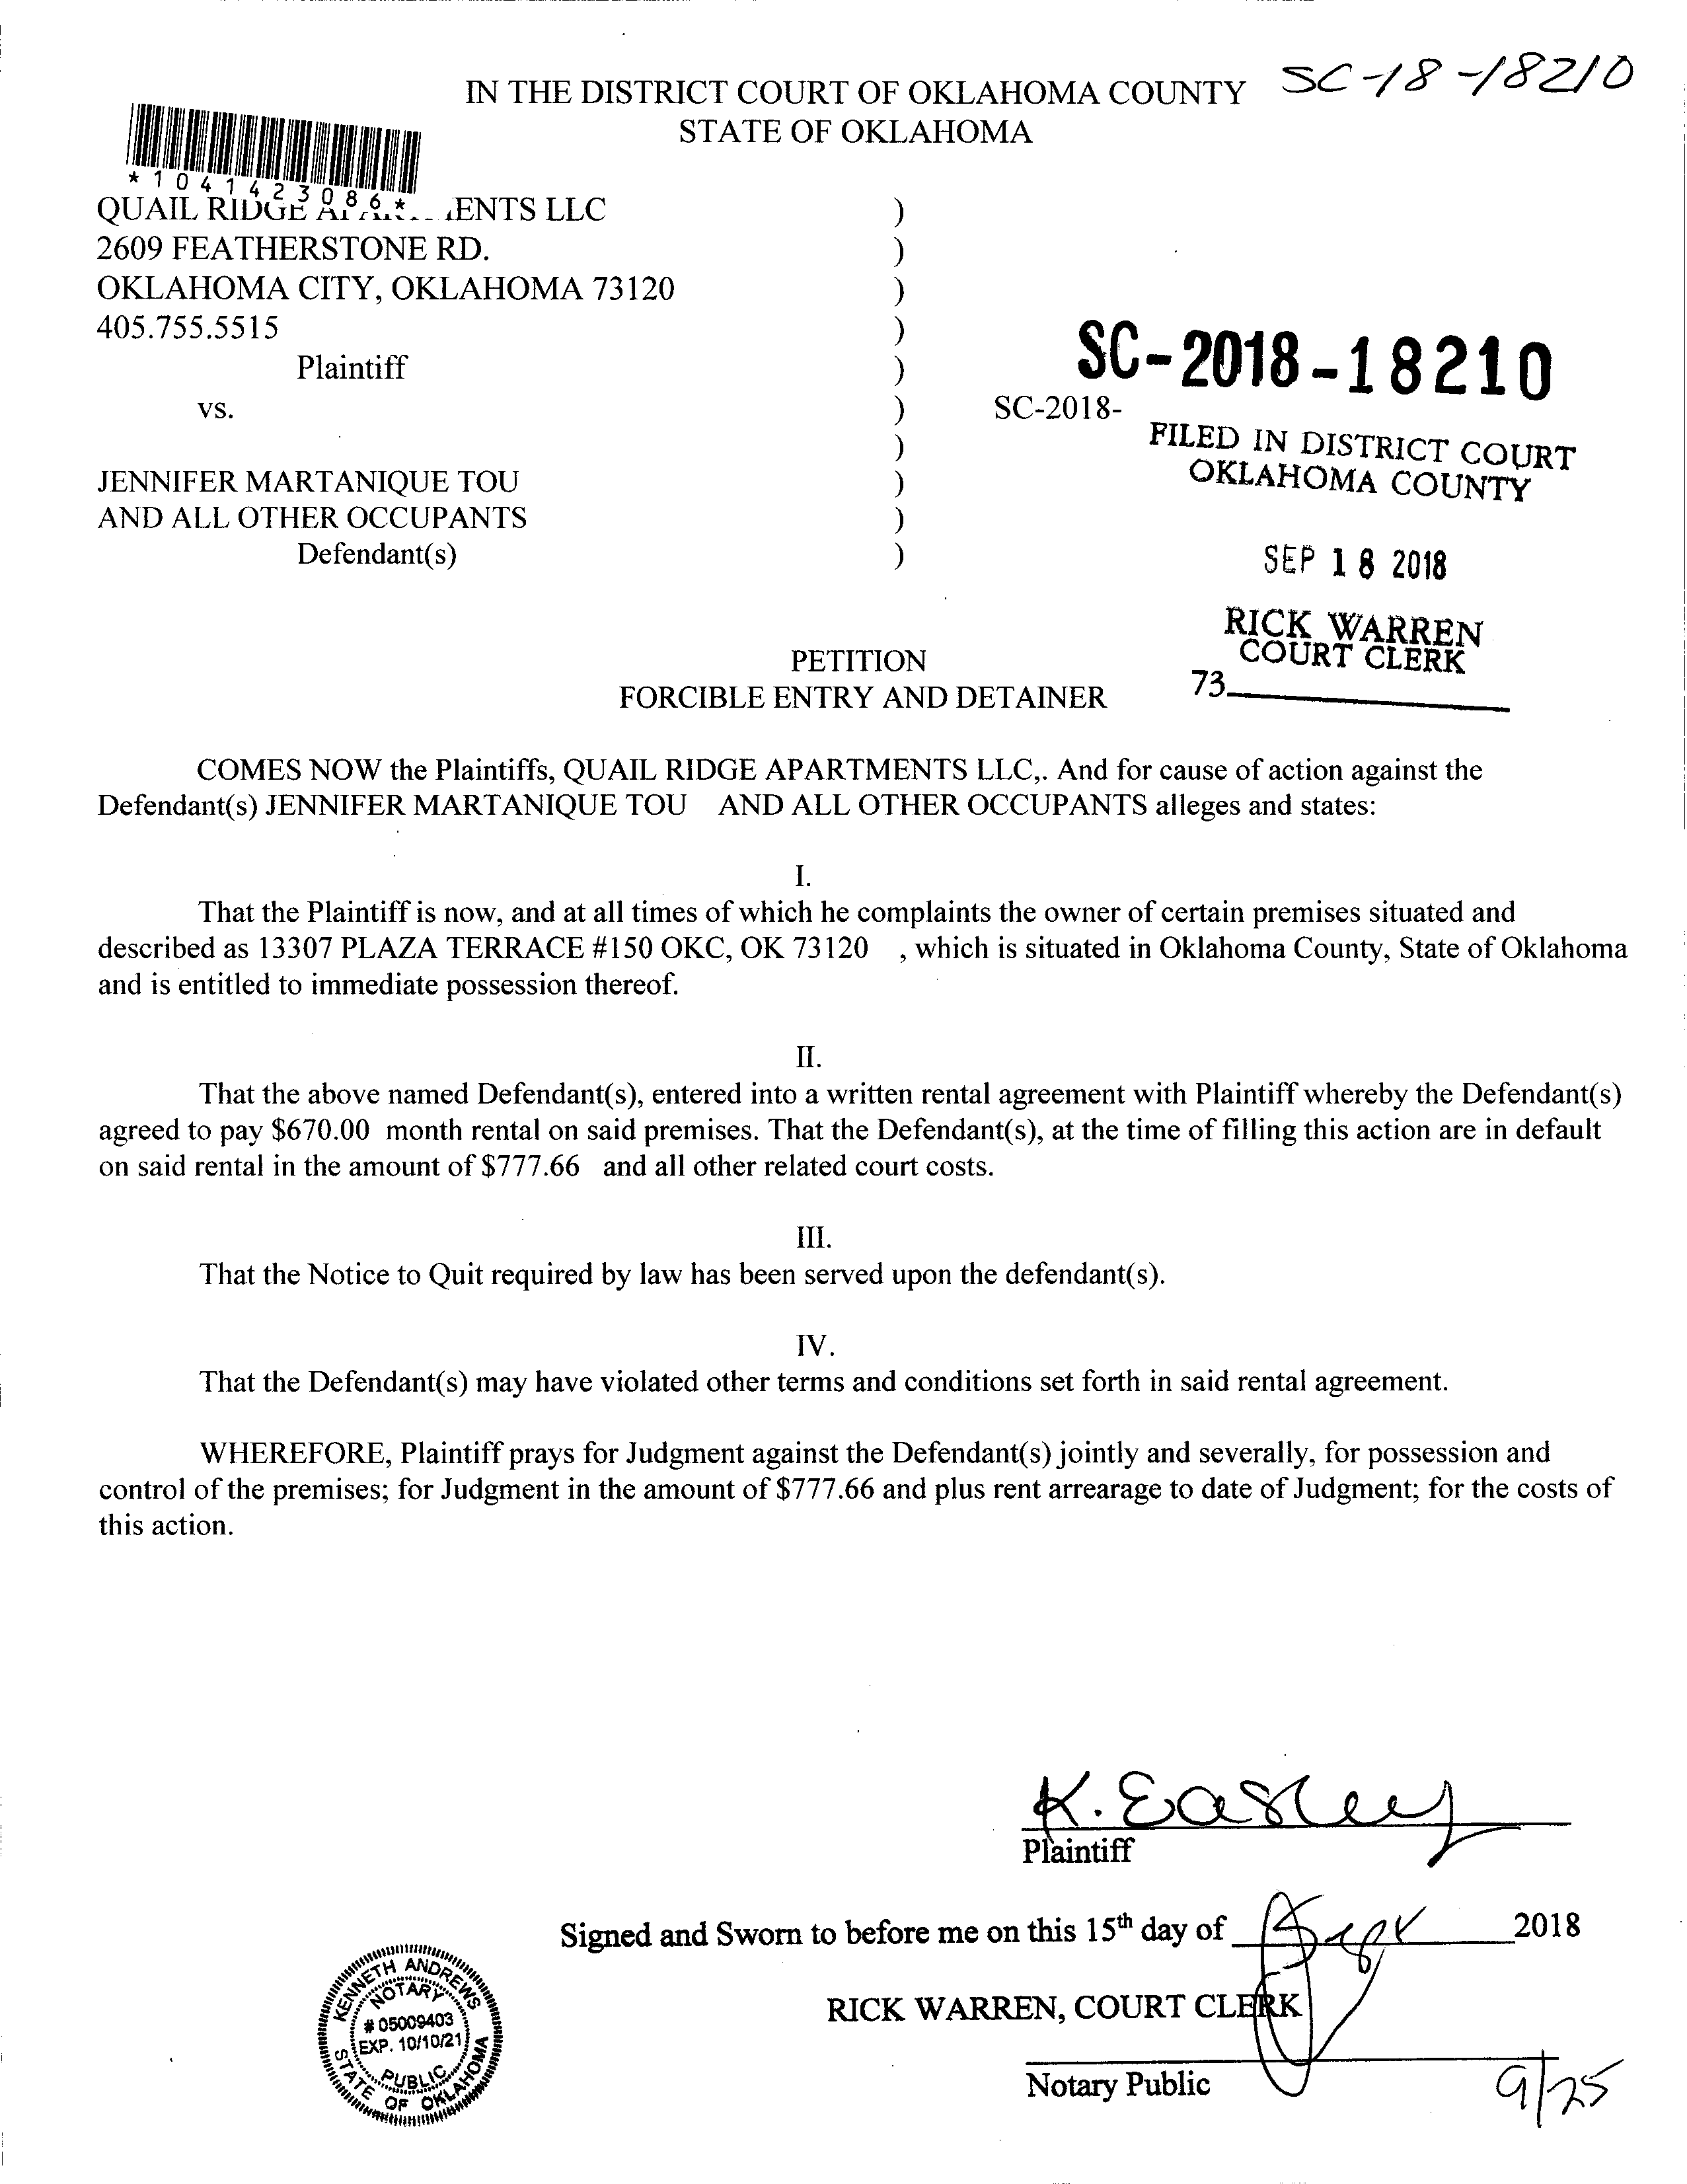 IN THE DISTRICT COURT OF OKLAHOMA COUNTY SC-18-18210
STATE OF OKLAHOMA
*1041423086*
QUAIL RIDGE ENTS LLC )
2609 FEATHERSTONE RD. )
OKLAHOMA CITY, OKLAHOMA 73120 )
405.755.5515 )
Plaintiff ) SC-2018-18210
vs. ) SC-2018-
) FILED IN DISTRICT COURT
OKLAHOMA COUNTY
JENNIFER MARTANIQUE TOU )
AND ALL OTHER OCCUPANTS )
Defendant(s) ) SEP 18 2018
RICK WARREN
COURT CLERK
PETITION
73
FORCIBLE ENTRY AND DETAINER
COMES NOW the Plaintiffs, QUAIL RIDGE APARTMENTS LLC,. And for cause of action against the
Defendant(s) JENNIFER MARTANIQUE TOU AND ALL OTHER OCCUPANTS alleges and states:
I.
That the Plaintiff is now, and at all times of which he complaints the owner of certain premises situated and
described as 13307 PLAZA TERRACE #150 OKC, OK 73120 , which is situated in Oklahoma County, State of Oklahoma
and is entitled to immediate possession thereof.
II.
That the above named Defendant(s), entered into a written rental agreement with Plaintiff whereby the Defendant(s)
agreed to pay $670.00 month rental on said premises. That the Defendant(s), at the time of filling this action are in default
on said rental in the amount of $777.66 and all other related court costs.
III.
That the Notice to Quit required by law has been served upon the defendant(s).
IV.
That the Defendant(s) may have violated other terms and conditions set forth in said rental agreement.
WHEREFORE, Plaintiff prays for Judgment against the Defendant(s) jointly and severally, for possession and
control of the premises; for Judgment in the amount of $777.66 and plus rent arrearage to date of Judgment; for the costs of
this action.
K. Easley
Plaintiff
Signed and Sworn to before me on this 15th day of Sept 2018
RICK WARREN, COURT CLERK
Notary Public
9/25
KENNETH ANDREWS
NOTARY
# 05009403
EXP. 10/10/21
PUBLIC
STATE OF OKLAHOMA